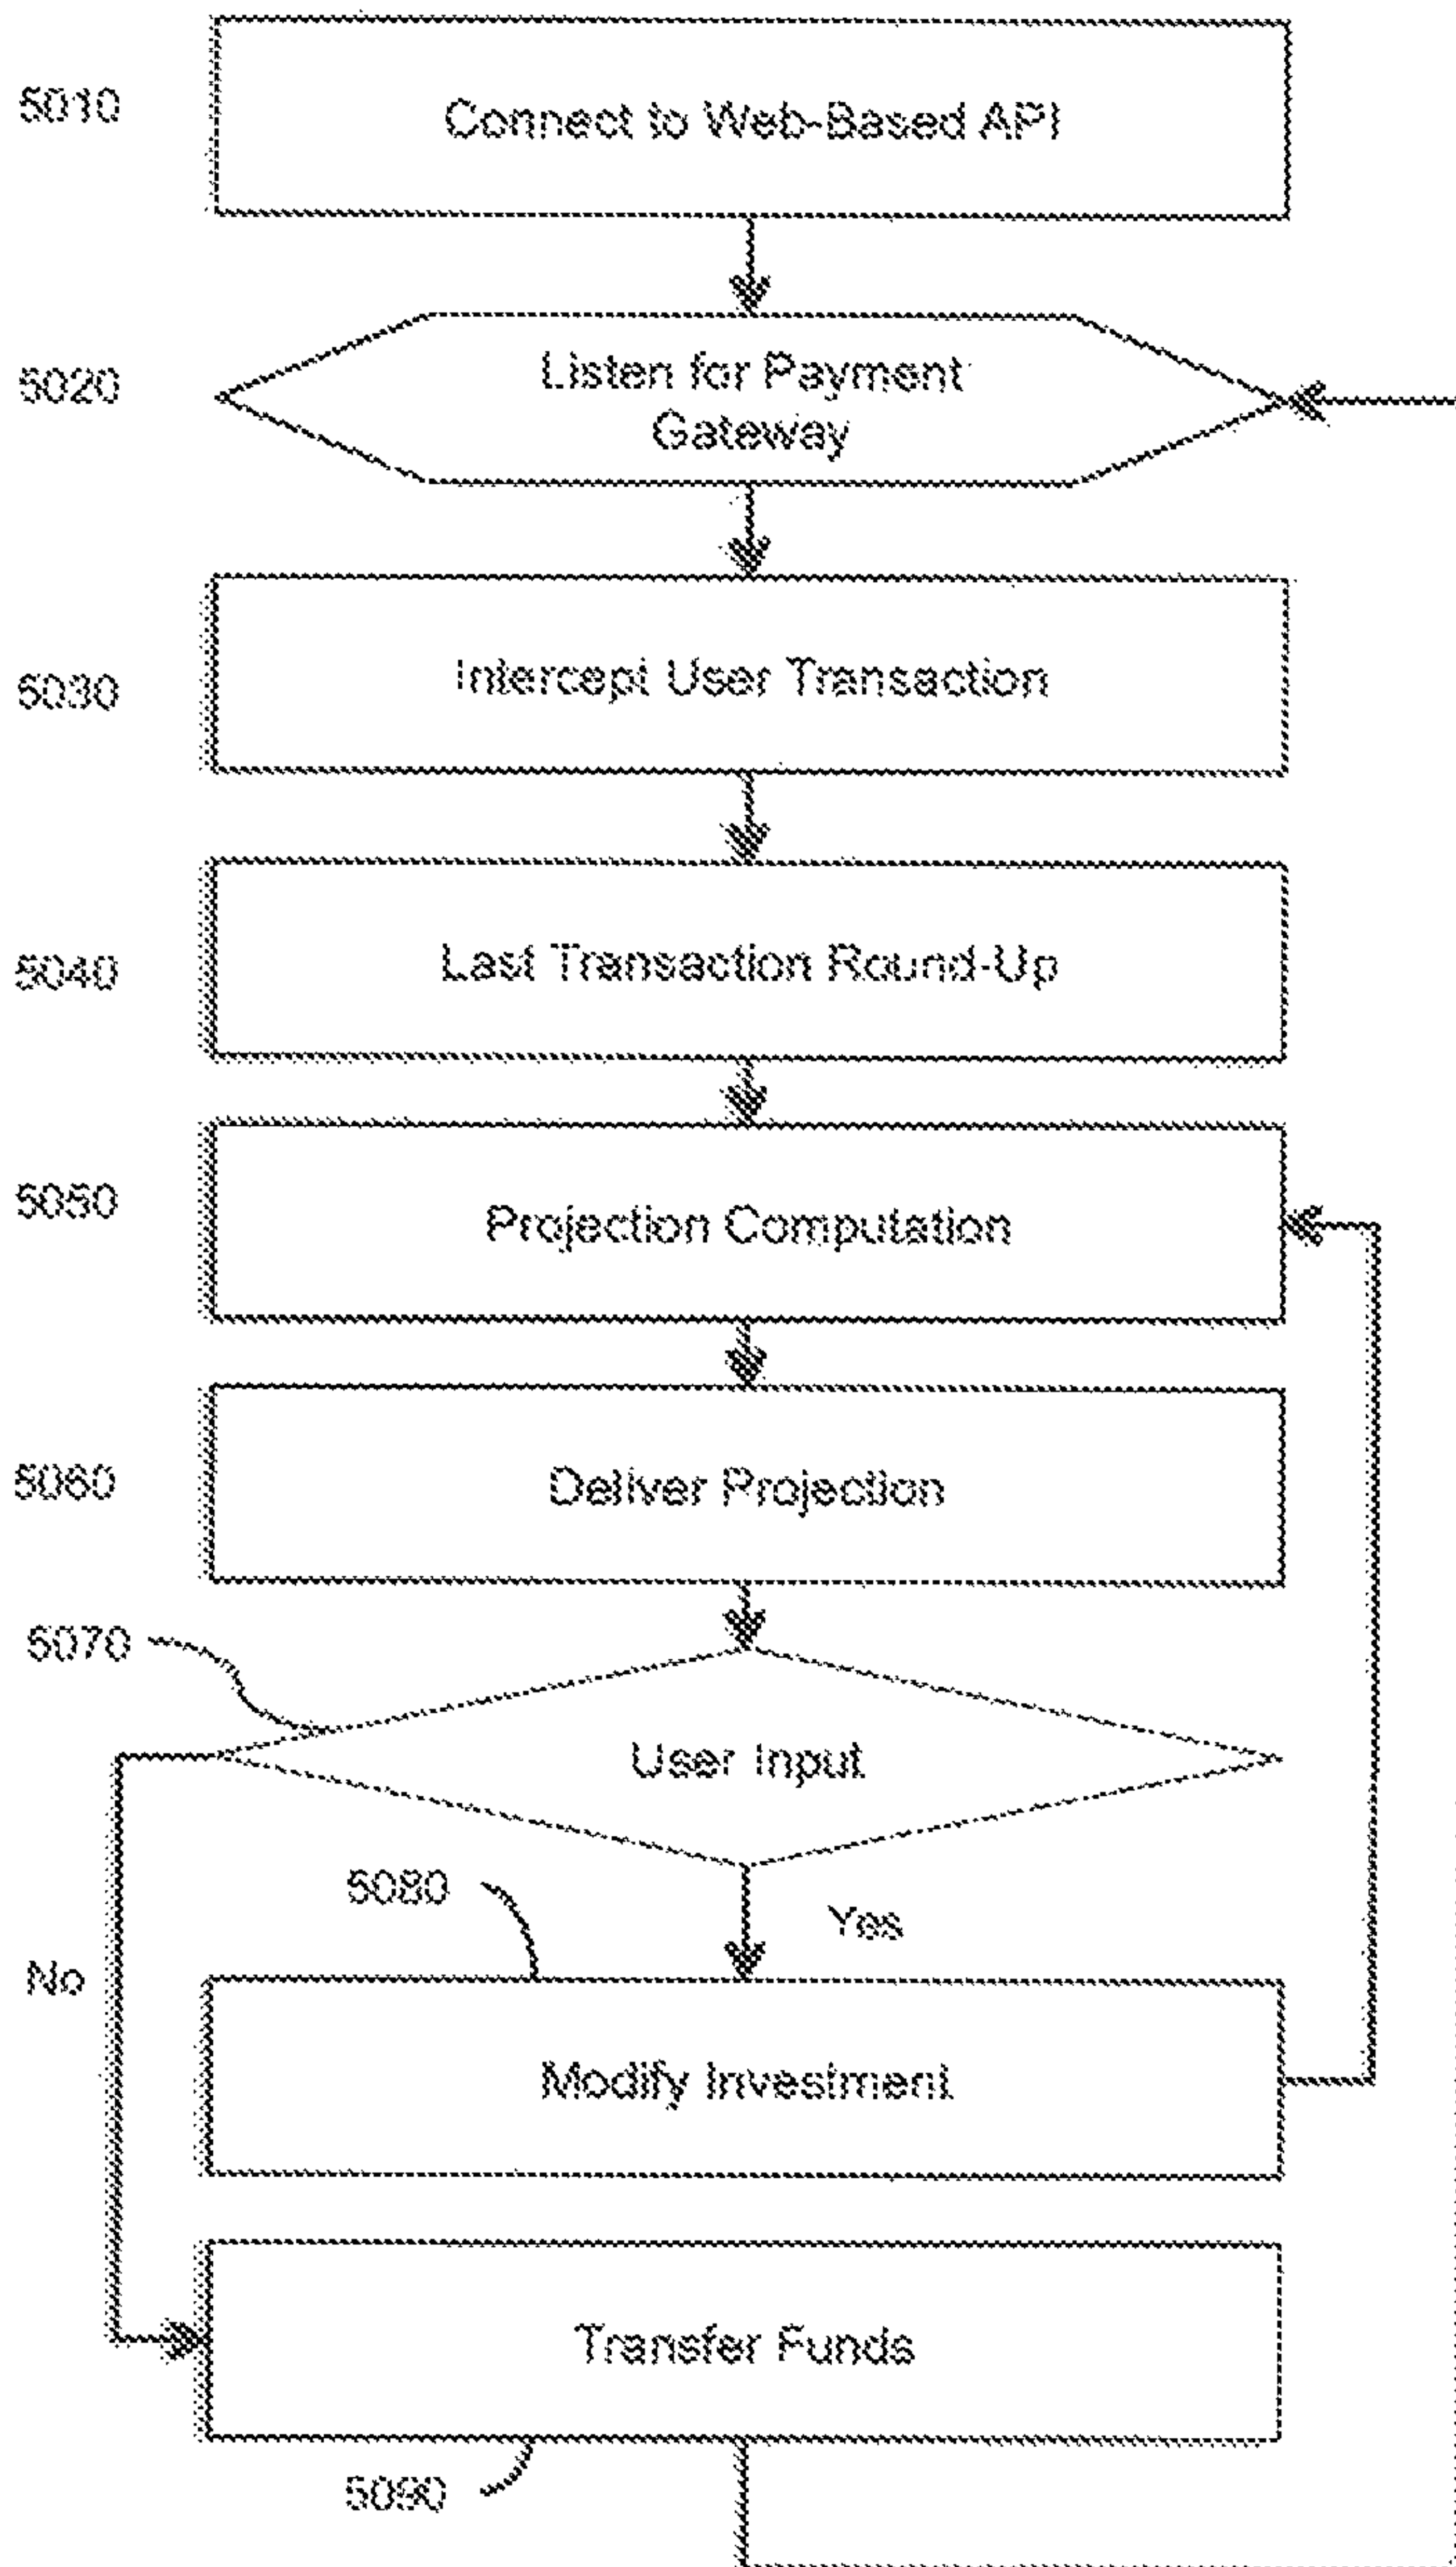 5010
Connect to Web-Based API
5020
Listen for Payment
Gateway
5030
Intercept User Transaction
5040
Last Transaction Round-Up
5050
Projection Computation
5060
Deliver Projection
5070
User Input
5080
Yes
No
Modify Investment
Transfer Funds
5090